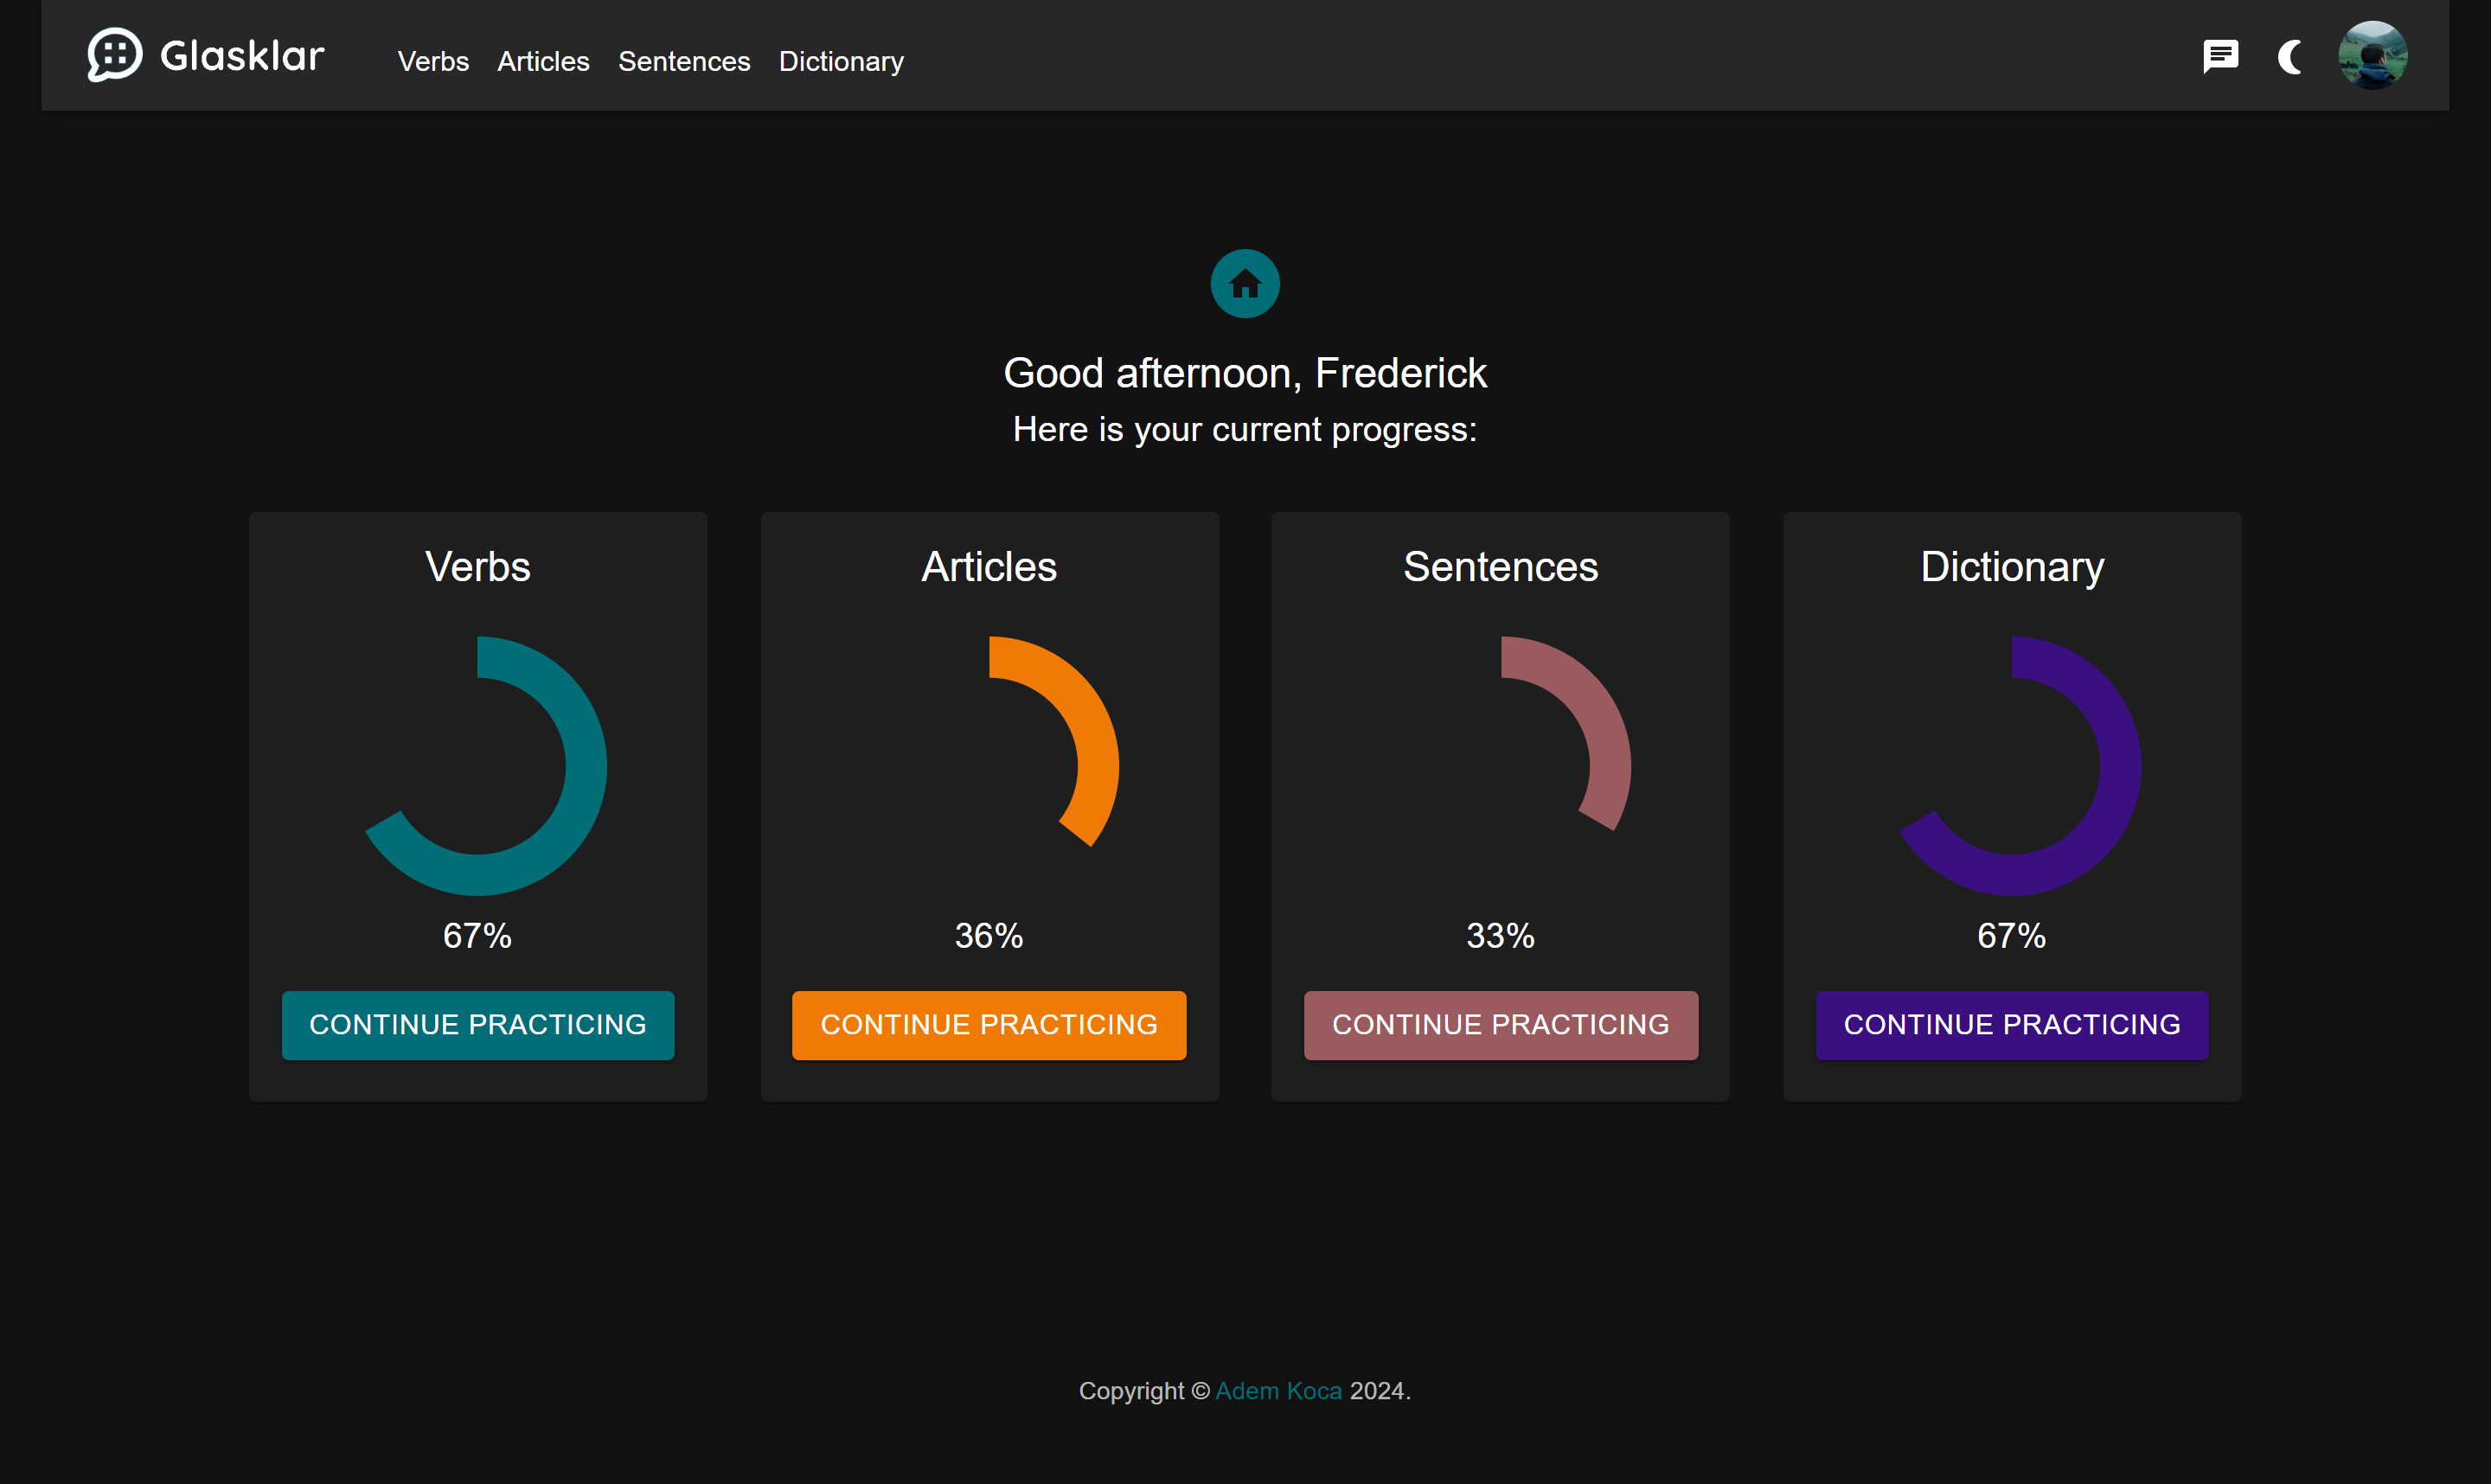 Glasklar
Verbs Articles Sentences Dictionary
Good afternoon, Frederick
Here is your current progress:
Verbs
67%
CONTINUE PRACTICING
Articles
36%
CONTINUE PRACTICING
Sentences
33%
CONTINUE PRACTICING
Dictionary
67%
CONTINUE PRACTICING
Copyright © Adem Koca 2024.